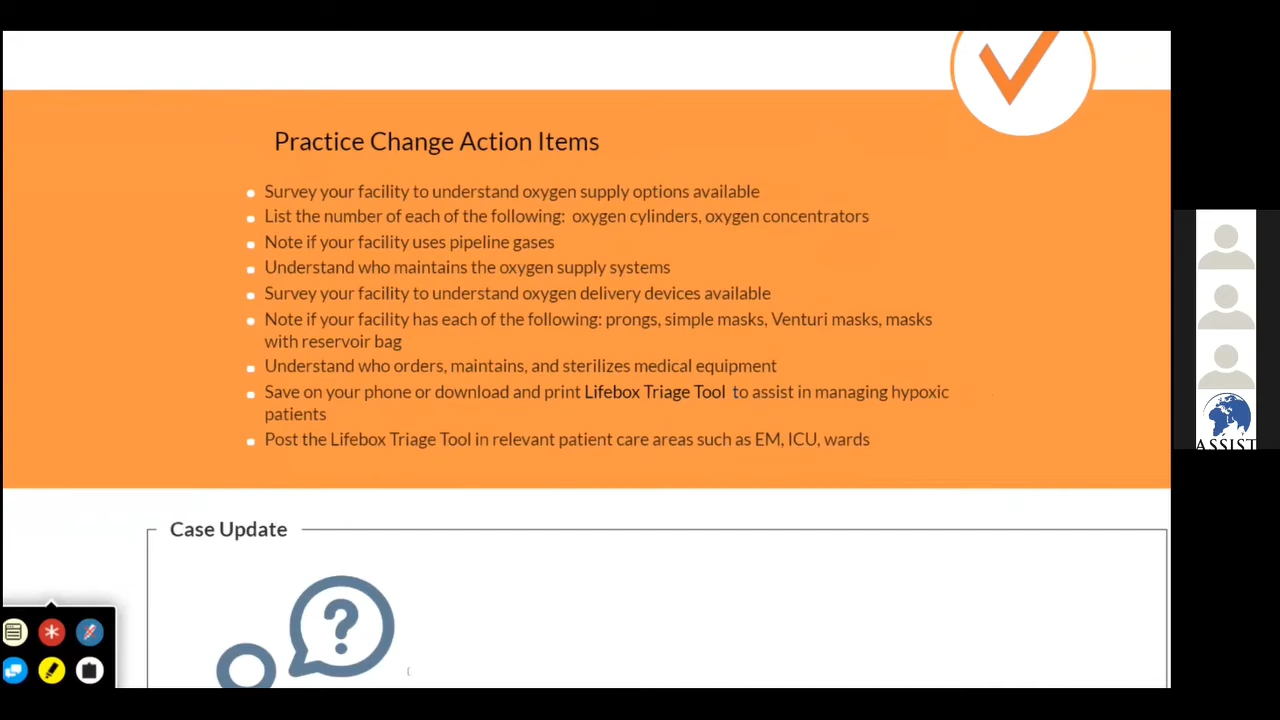 Practice Change Action Items
Survey your facility to understand oxygen supply options available
List the number of each of the following: oxygen cylinders, oxygen concentrators
Note if your facility uses pipeline gases
Understand who maintains the oxygen supply systems
Survey your facility to understand oxygen delivery devices available
Note if your facility has each of the following: prongs, simple masks, Venturi masks, masks
with reservoir bag
Understand who orders, maintains, and sterilizes medical equipment
Save on your phone or download and print Lifebox Triage Tool to assist in managing hypoxic
patients
Post the Lifebox Triage Tool in relevant patient care areas such as EM, ICU, wards
ASSIST
Case Update
?